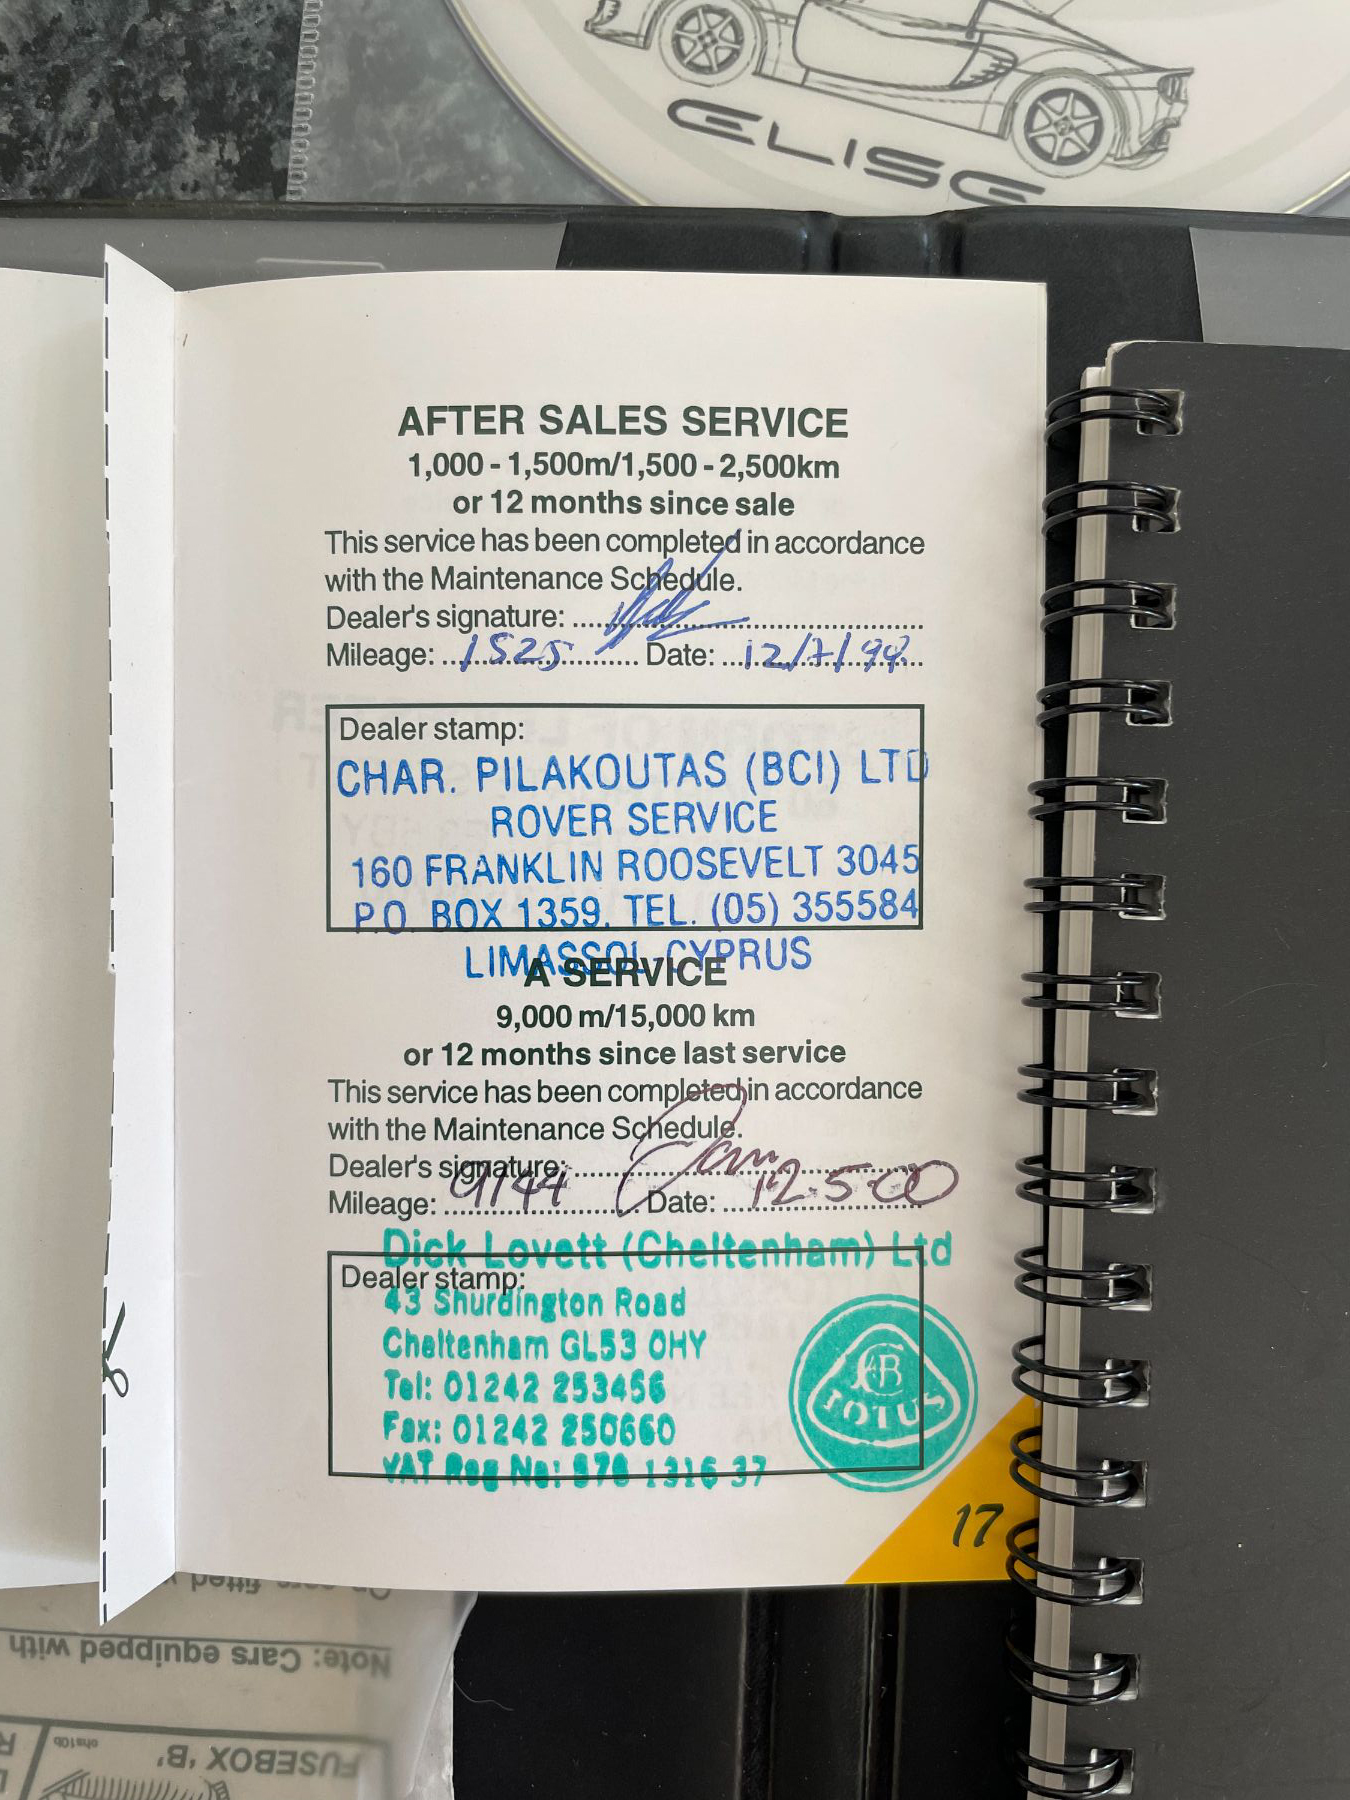 ELISE
AFTER SALES SERVICE
1,000 - 1,500m/1,500 - 2,500km
or 12 months since sale
This service has been completed in accordance
with the Maintenance Schedule.
Dealer's signature: ....................
Mileage: 1525 Date: 12/7/98.
Dealer stamp:
CHAR. PILAKOUTAS (BCI) LTD
ROVER SERVICE
160 FRANKLIN ROOSEVELT 3045
P.O. BOX 1359. TEL. (05) 355584
LIMASSOL-CYPRUS
A SERVICE
9,000 m/15,000 km
or 12 months since last service
This service has been completed in accordance
with the Maintenance Schedule.
Dealer's signature: ....................
Mileage: 9144 Date: 12.5.00
Dick Lovett (Cheltenham) Ltd
Dealer stamp:
43 Shurdington Road
Cheltenham GL53 0HY
Tel: 01242 253456
Fax: 01242 250660
VAT Reg No: 1316 37
LOTUS
17
Note: Cars equipped with
FUSEBOX 'B'